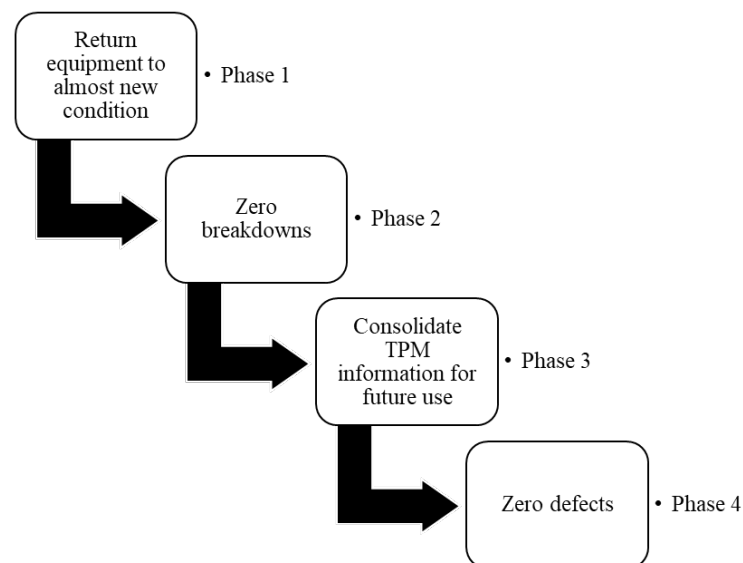 Return
equipment to
almost new
condition
• Phase 1
Zero
breakdowns
• Phase 2
Consolidate
TPM
information for
future use
• Phase 3
Zero defects
• Phase 4